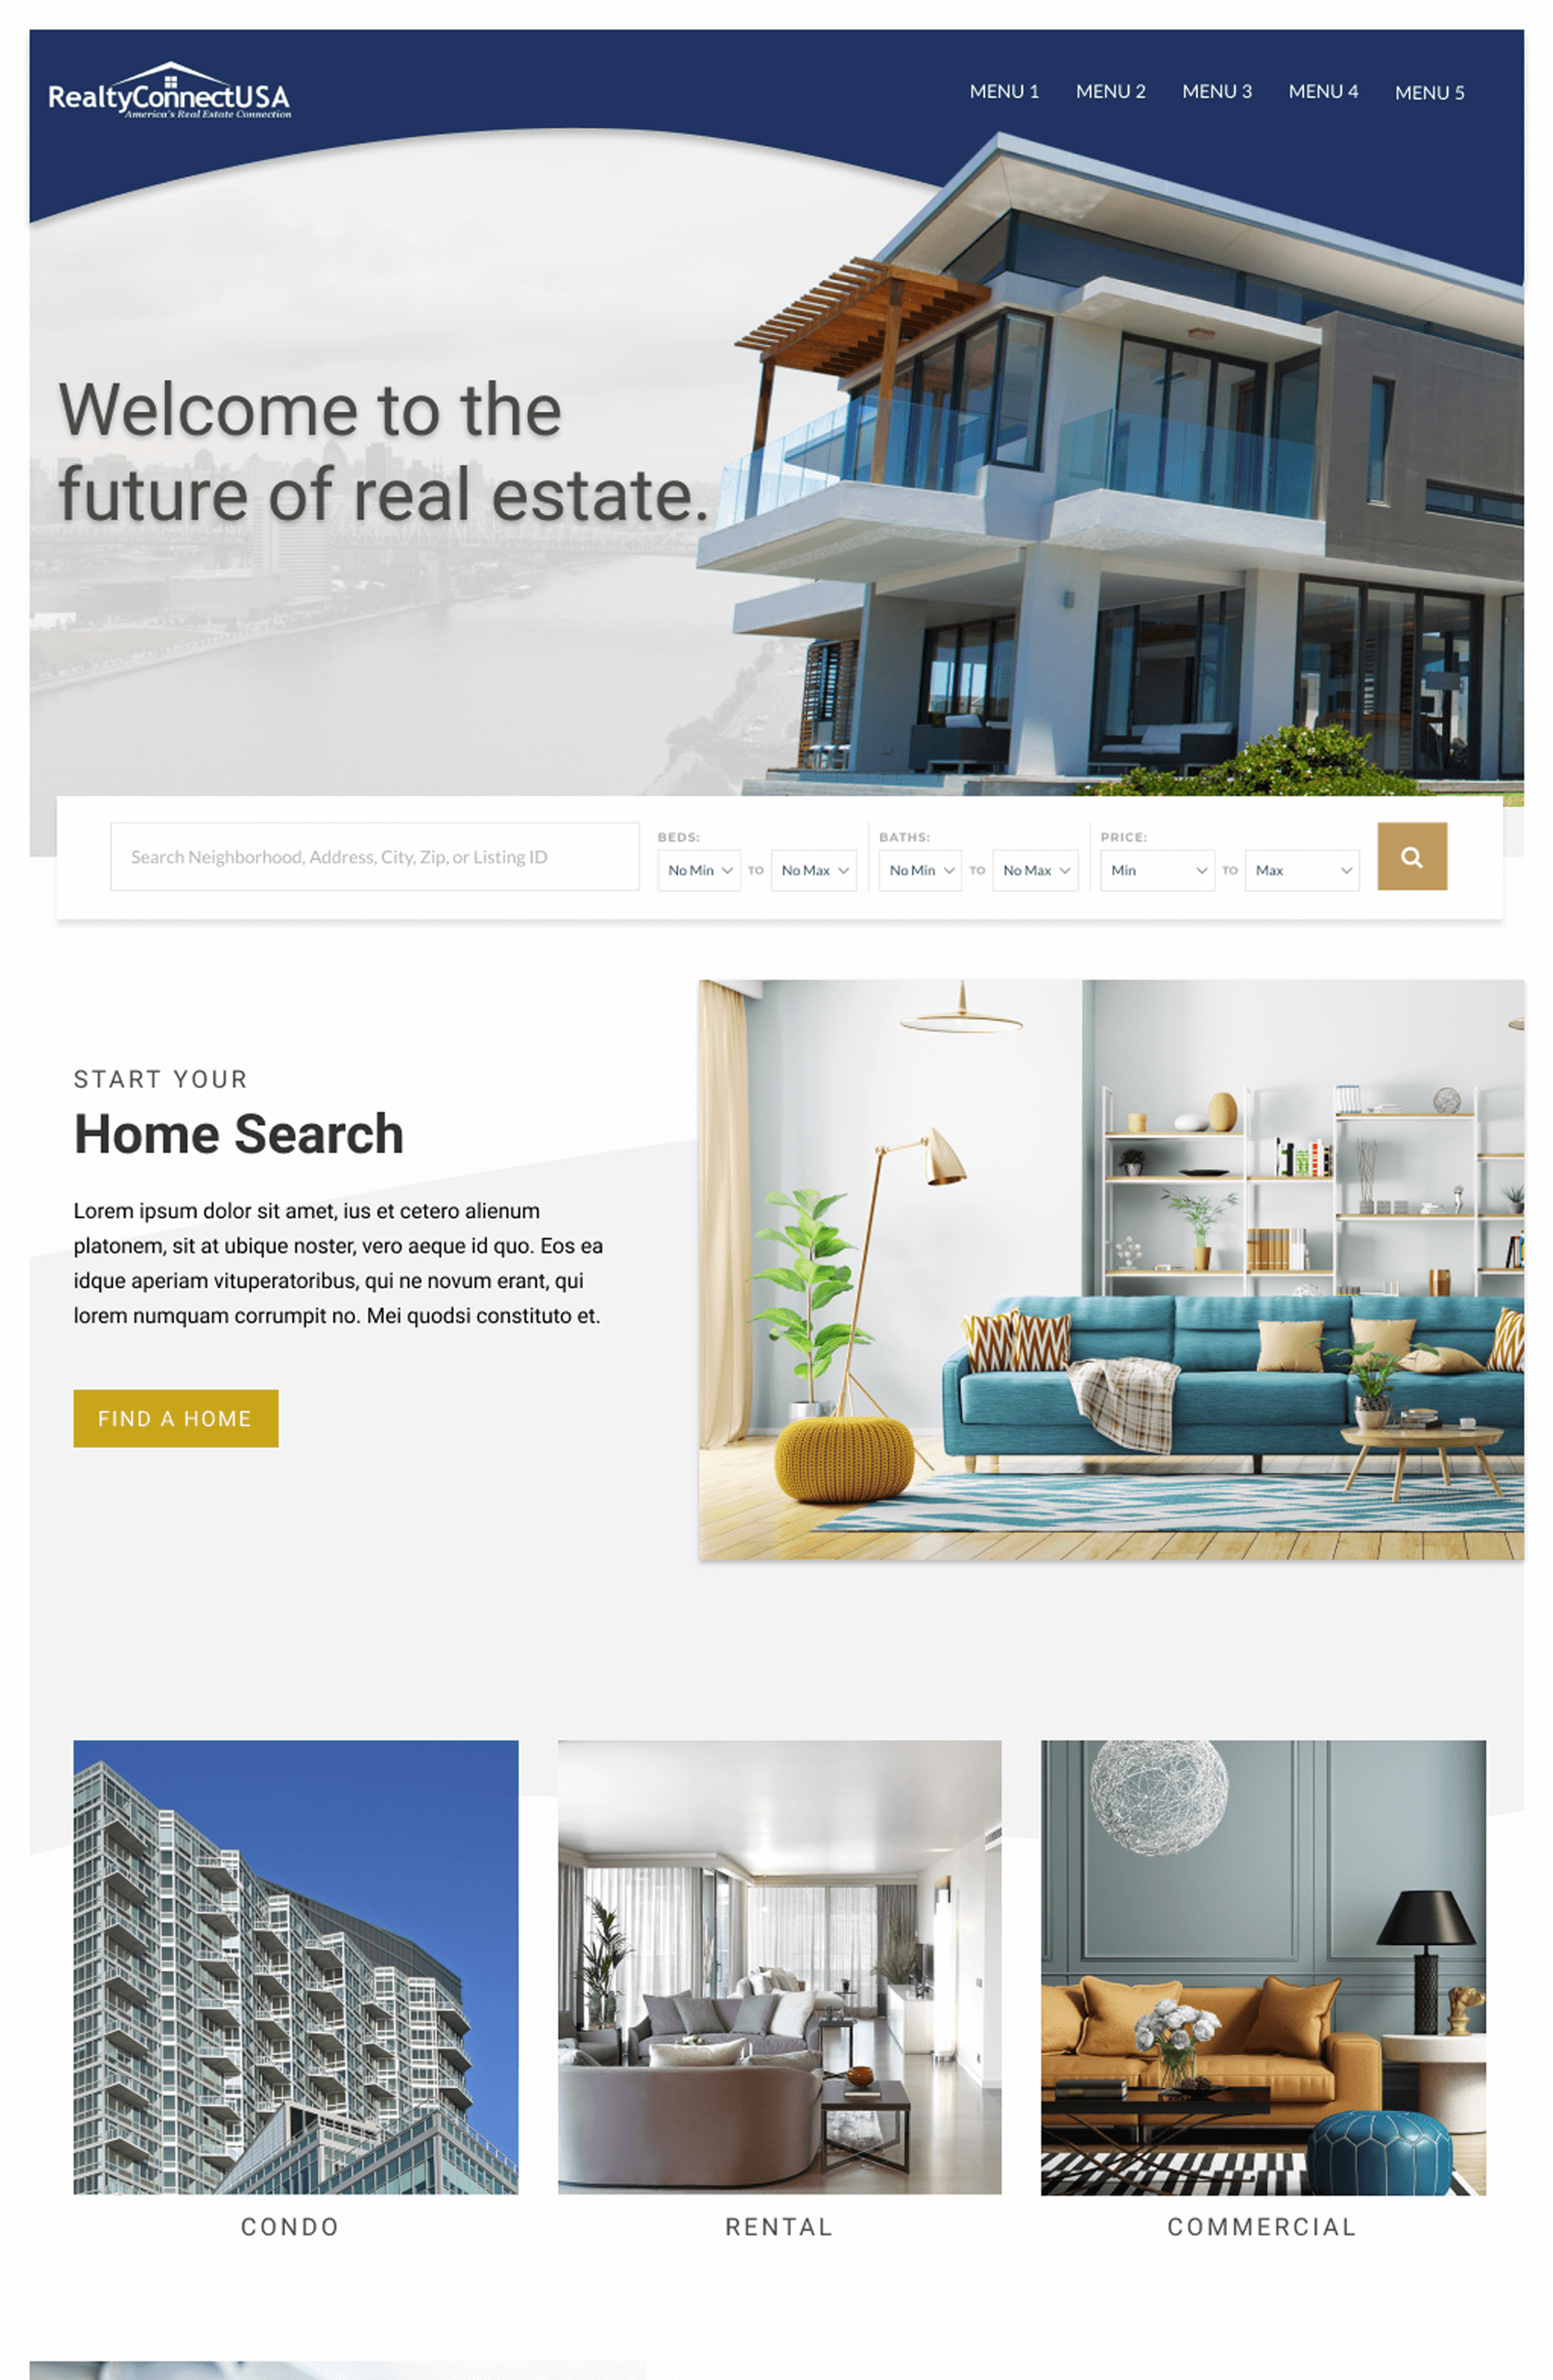 RealtyConnectUSA
America's Real Estate Connection
MENU 1 MENU 2 MENU 3 MENU 4 MENU 5
Welcome to the
future of real estate.
Search Neighborhood, Address, City, Zip, or Listing ID
BEDS:
No Min TO No Max
BATHS:
No Min TO No Max
PRICE:
Min TO Max
START YOUR
Home Search
Lorem ipsum dolor sit amet, ius et cetero alienum
platonem, sit at ubique noster, vero aeque id quo. Eos ea
idque aperiam vituperatoribus, qui ne novum erant, qui
lorem numquam corrumpit no. Mei quodsi constituto et.
FIND A HOME
CONDO
RENTAL
COMMERCIAL